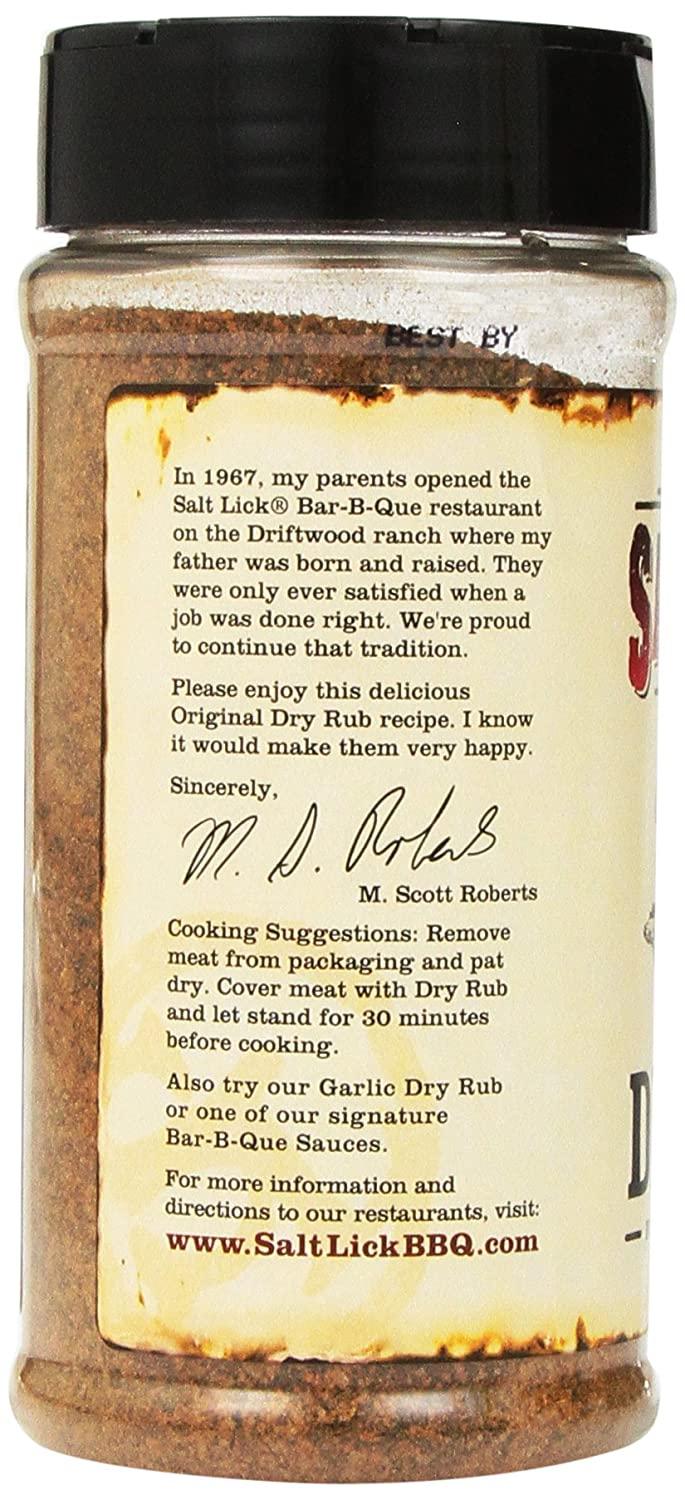 BEST BY
In 1967, my parents opened the
Salt Lick® Bar-B-Que restaurant
on the Driftwood ranch where my
father was born and raised. They
were only ever satisfied when a
job was done right. We're proud
to continue that tradition.
Please enjoy this delicious
Original Dry Rub recipe. I know
it would make them very happy.
Sincerely,
M. S. Roberts
M. Scott Roberts
Cooking Suggestions: Remove
meat from packaging and pat
dry. Cover meat with Dry Rub
and let stand for 30 minutes
before cooking.
Also try our Garlic Dry Rub
or one of our signature
Bar-B-Que Sauces.
For more information and
directions to our restaurants, visit:
www.SaltLickBBQ.com